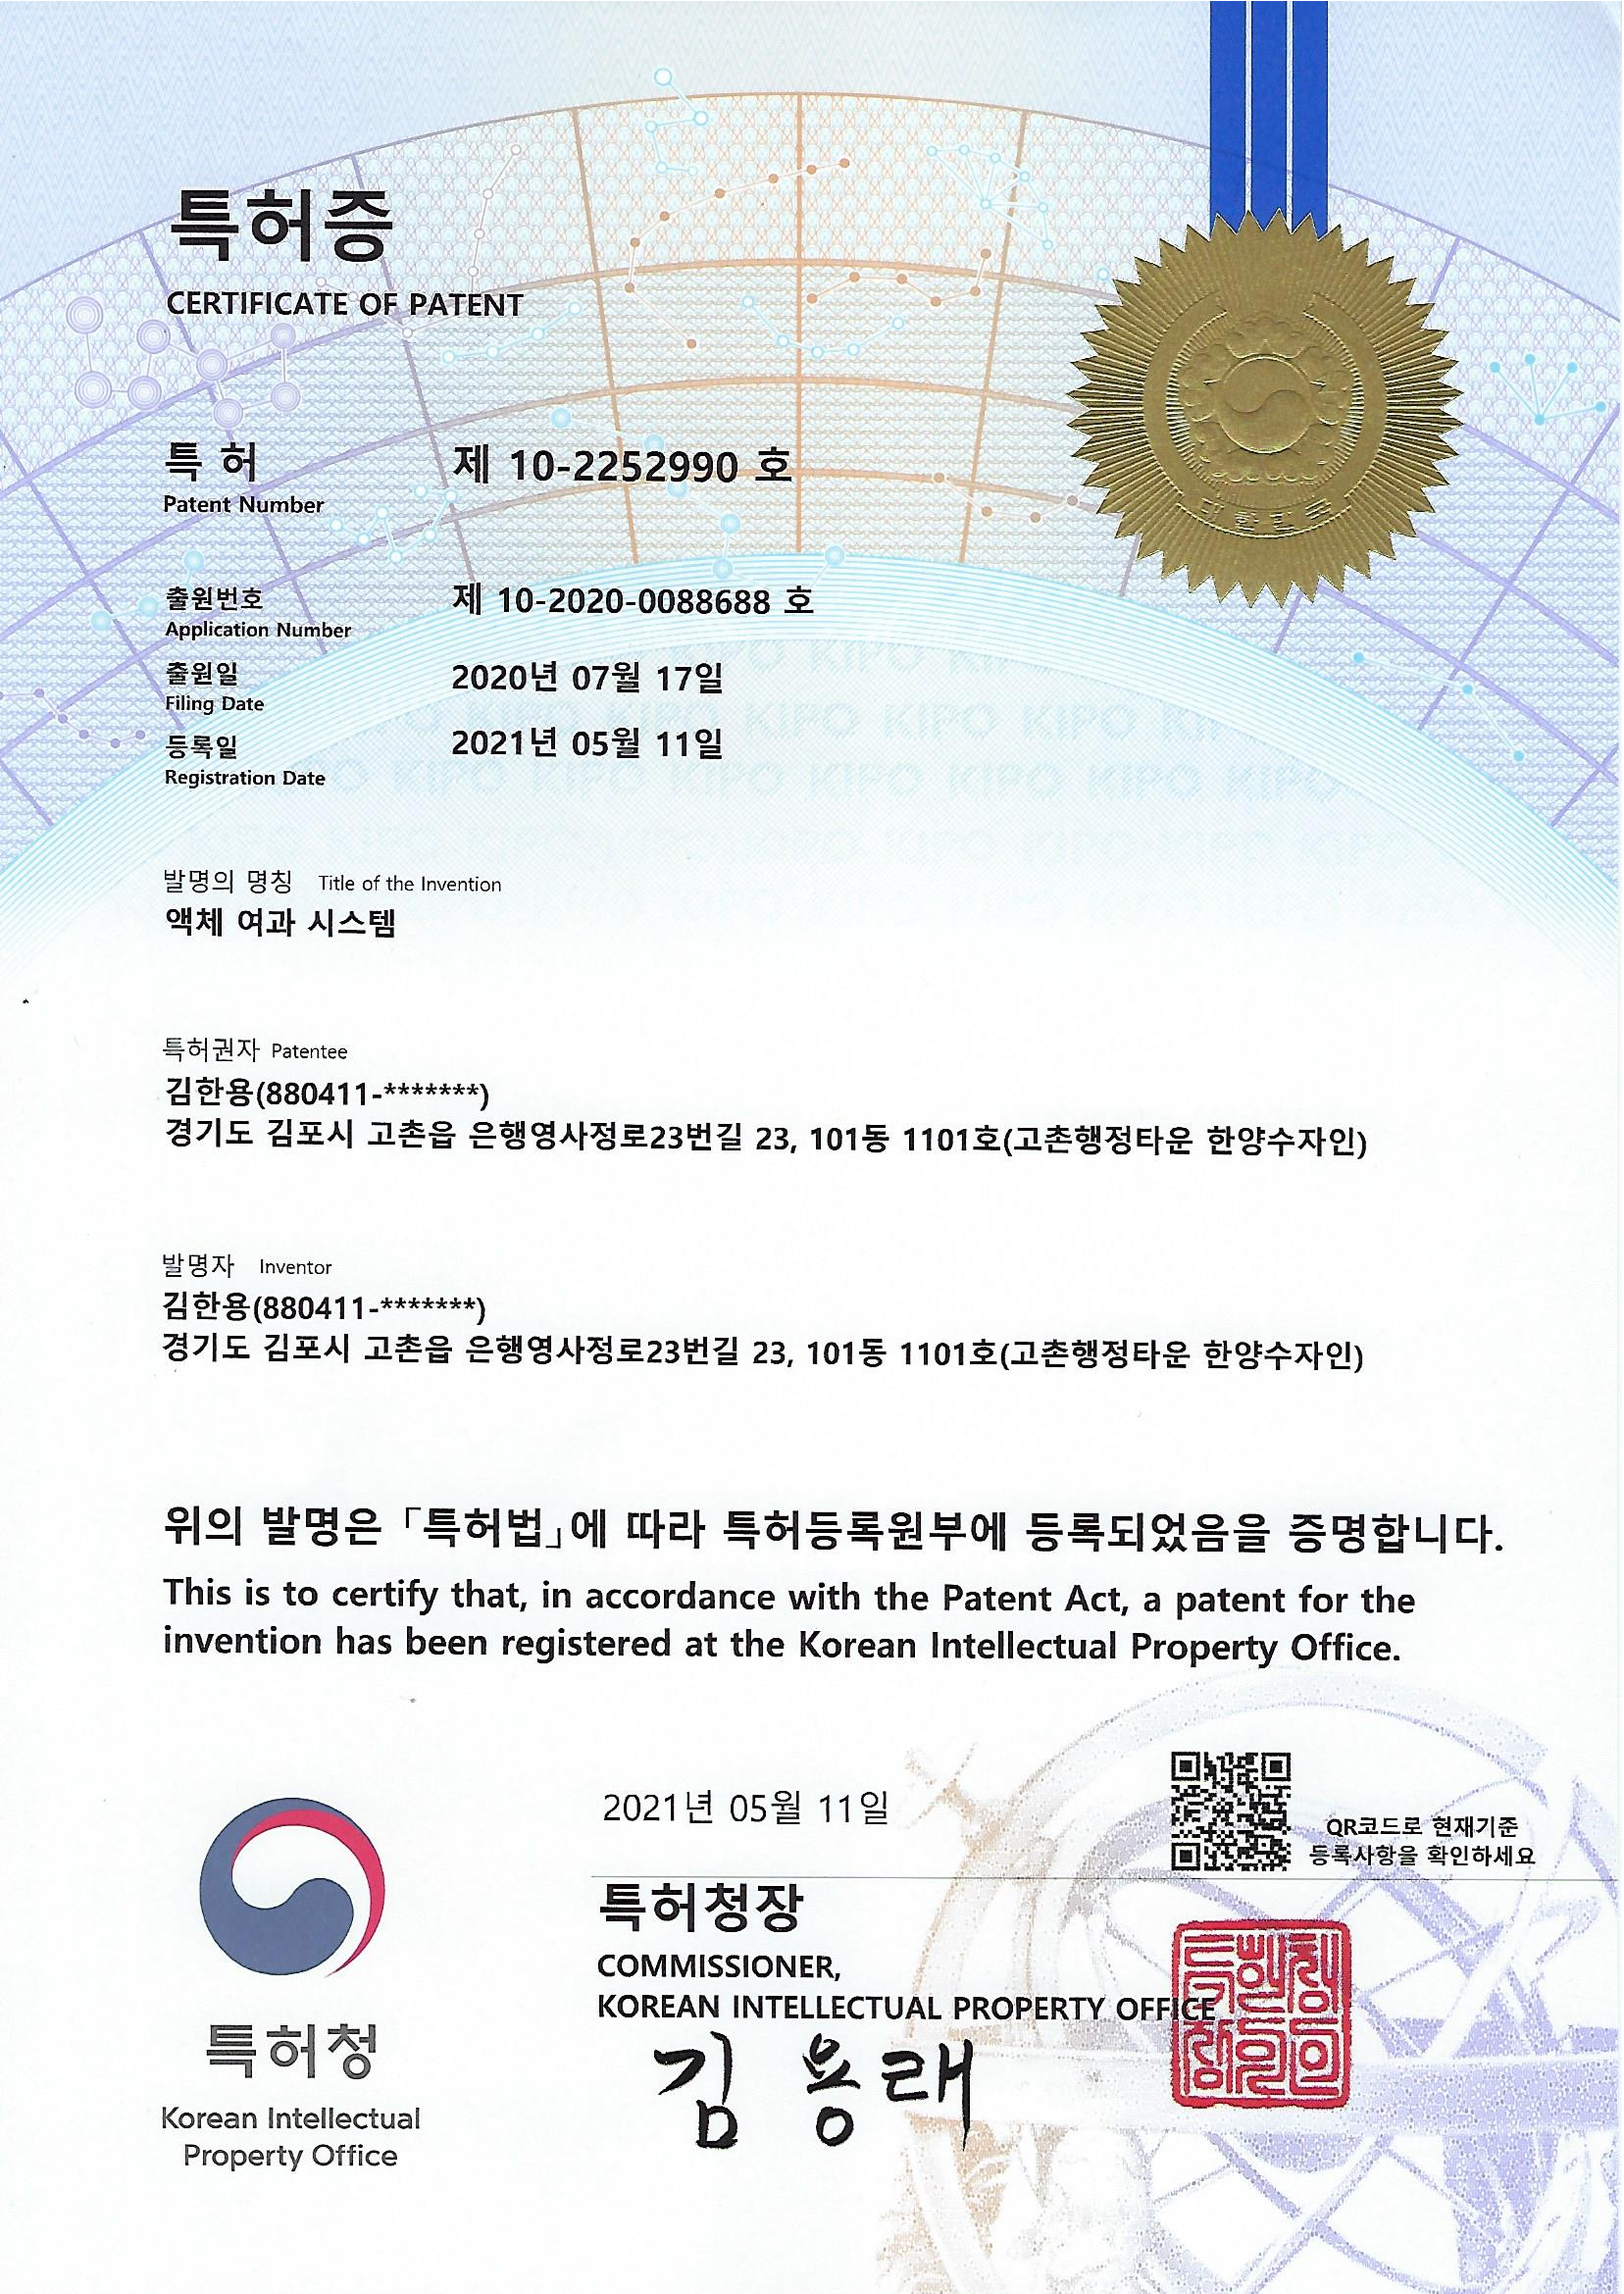 특허증
CERTIFICATE OF PATENT
특 허
제 10-2252990 호
Patent Number
출원번호
제 10-2020-0088688 호
Application Number
출원일
2020년 07월 17일
Filing Date
등록일
2021년 05월 11일
Registration Date
발명의 명칭 Title of the Invention
액체 여과 시스템
특허권자 Patentee
김한용(880411-*******)
경기도 김포시 고촌읍 은행영사정로23번길 23, 101동 1101호(고촌행정타운 한양수자인)
발명자 Inventor
김한용(880411-*******)
경기도 김포시 고촌읍 은행영사정로23번길 23, 101동 1101호(고촌행정타운 한양수자인)
위의 발명은 「특허법」에 따라 특허등록원부에 등록되었음을 증명합니다.
This is to certify that, in accordance with the Patent Act, a patent for the
invention has been registered at the Korean Intellectual Property Office.
2021년 05월 11일
QR코드로 현재기준
등록사항을 확인하세요
특허청장
COMMISSIONER,
KOREAN INTELLECTUAL PROPERTY OFFICE
김 용래
특허청
Korean Intellectual
Property Office
대한민국